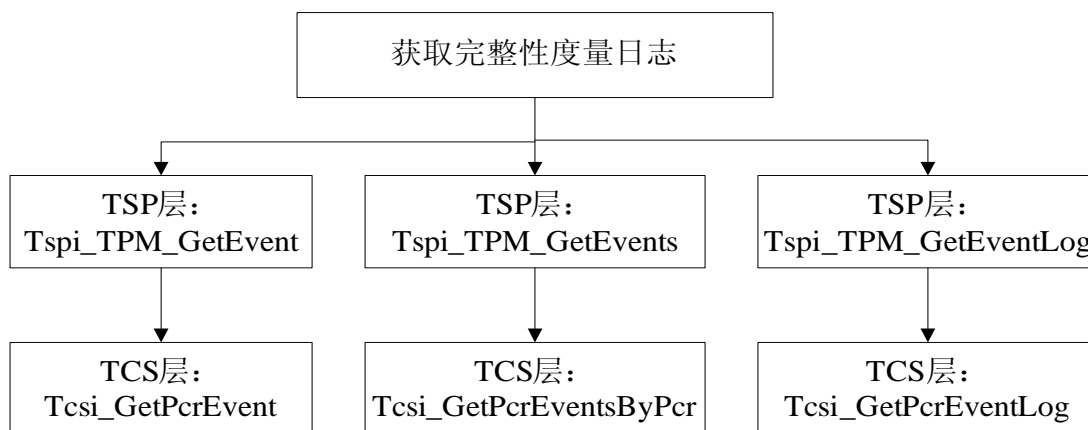 获取完整性度量日志
TSP层：
Tspi_TPM_GetEvent
TSP层：
Tspi_TPM_GetEvents
TSP层：
Tspi_TPM_GetEventLog
TCS层：
Tcsi_GetPcrEvent
TCS层：
Tcsi_GetPcrEventsByPcr
TCS层：
Tcsi_GetPcrEventLog